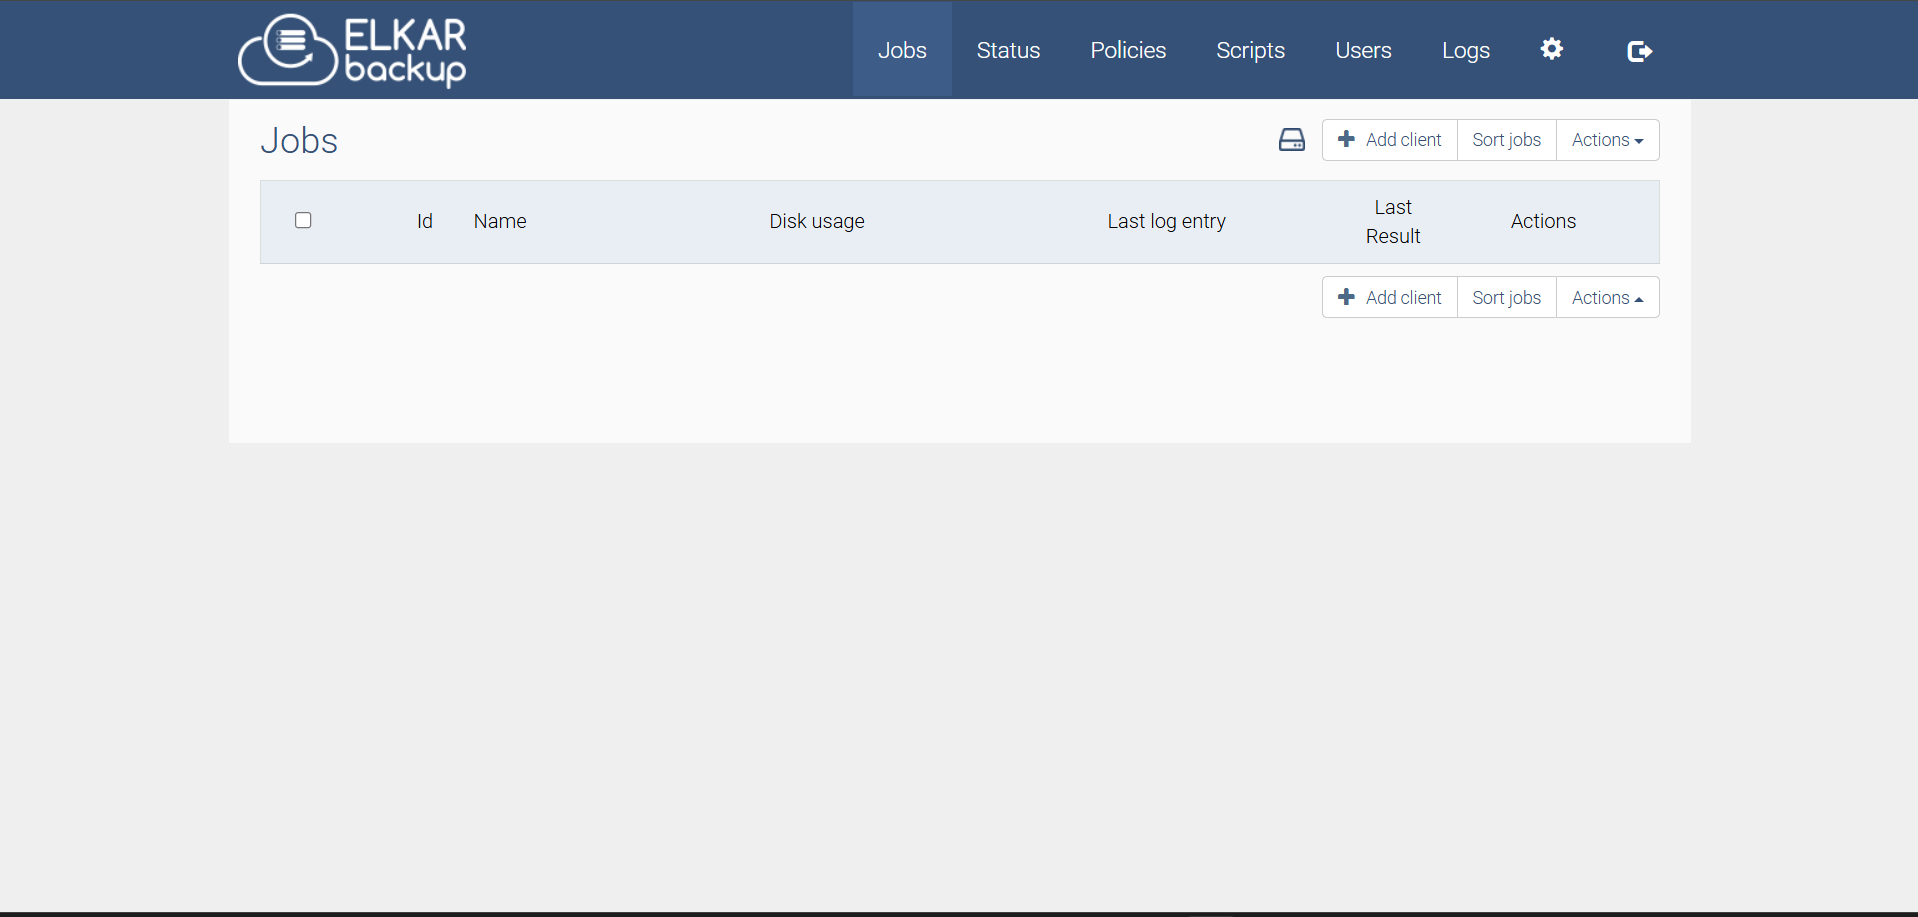 ELKAR
backup
Jobs Status Policies Scripts Users Logs
Jobs
Add client Sort jobs Actions
Id Name Disk usage Last log entry Last Result Actions
Add client Sort jobs Actions